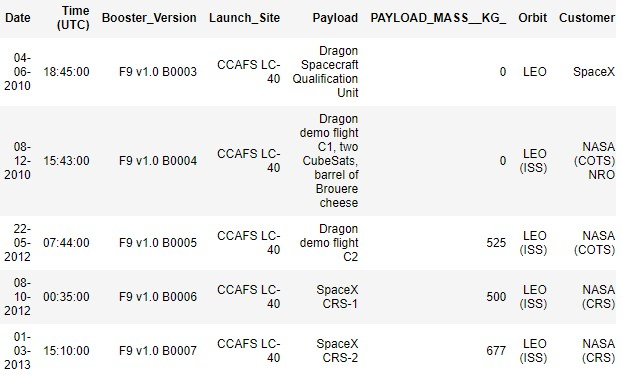 Date Time (UTC) Booster_Version Launch_Site Payload PAYLOAD_MASS__KG_ Orbit Customer
04-06-2010 18:45:00 F9 v1.0 B0003 CCAFS LC-40 Dragon Spacecraft Qualification Unit 0 LEO SpaceX
08-12-2010 15:43:00 F9 v1.0 B0004 CCAFS LC-40 Dragon demo flight C1, two CubeSats, barrel of Brouere cheese 0 LEO (ISS) NASA (COTS) NRO
22-05-2012 07:44:00 F9 v1.0 B0005 CCAFS LC-40 Dragon demo flight C2 525 LEO (ISS) NASA (COTS)
08-10-2012 00:35:00 F9 v1.0 B0006 CCAFS LC-40 SpaceX CRS-1 500 LEO (ISS) NASA (CRS)
01-03-2013 15:10:00 F9 v1.0 B0007 CCAFS LC-40 SpaceX CRS-2 677 LEO (ISS) NASA (CRS)